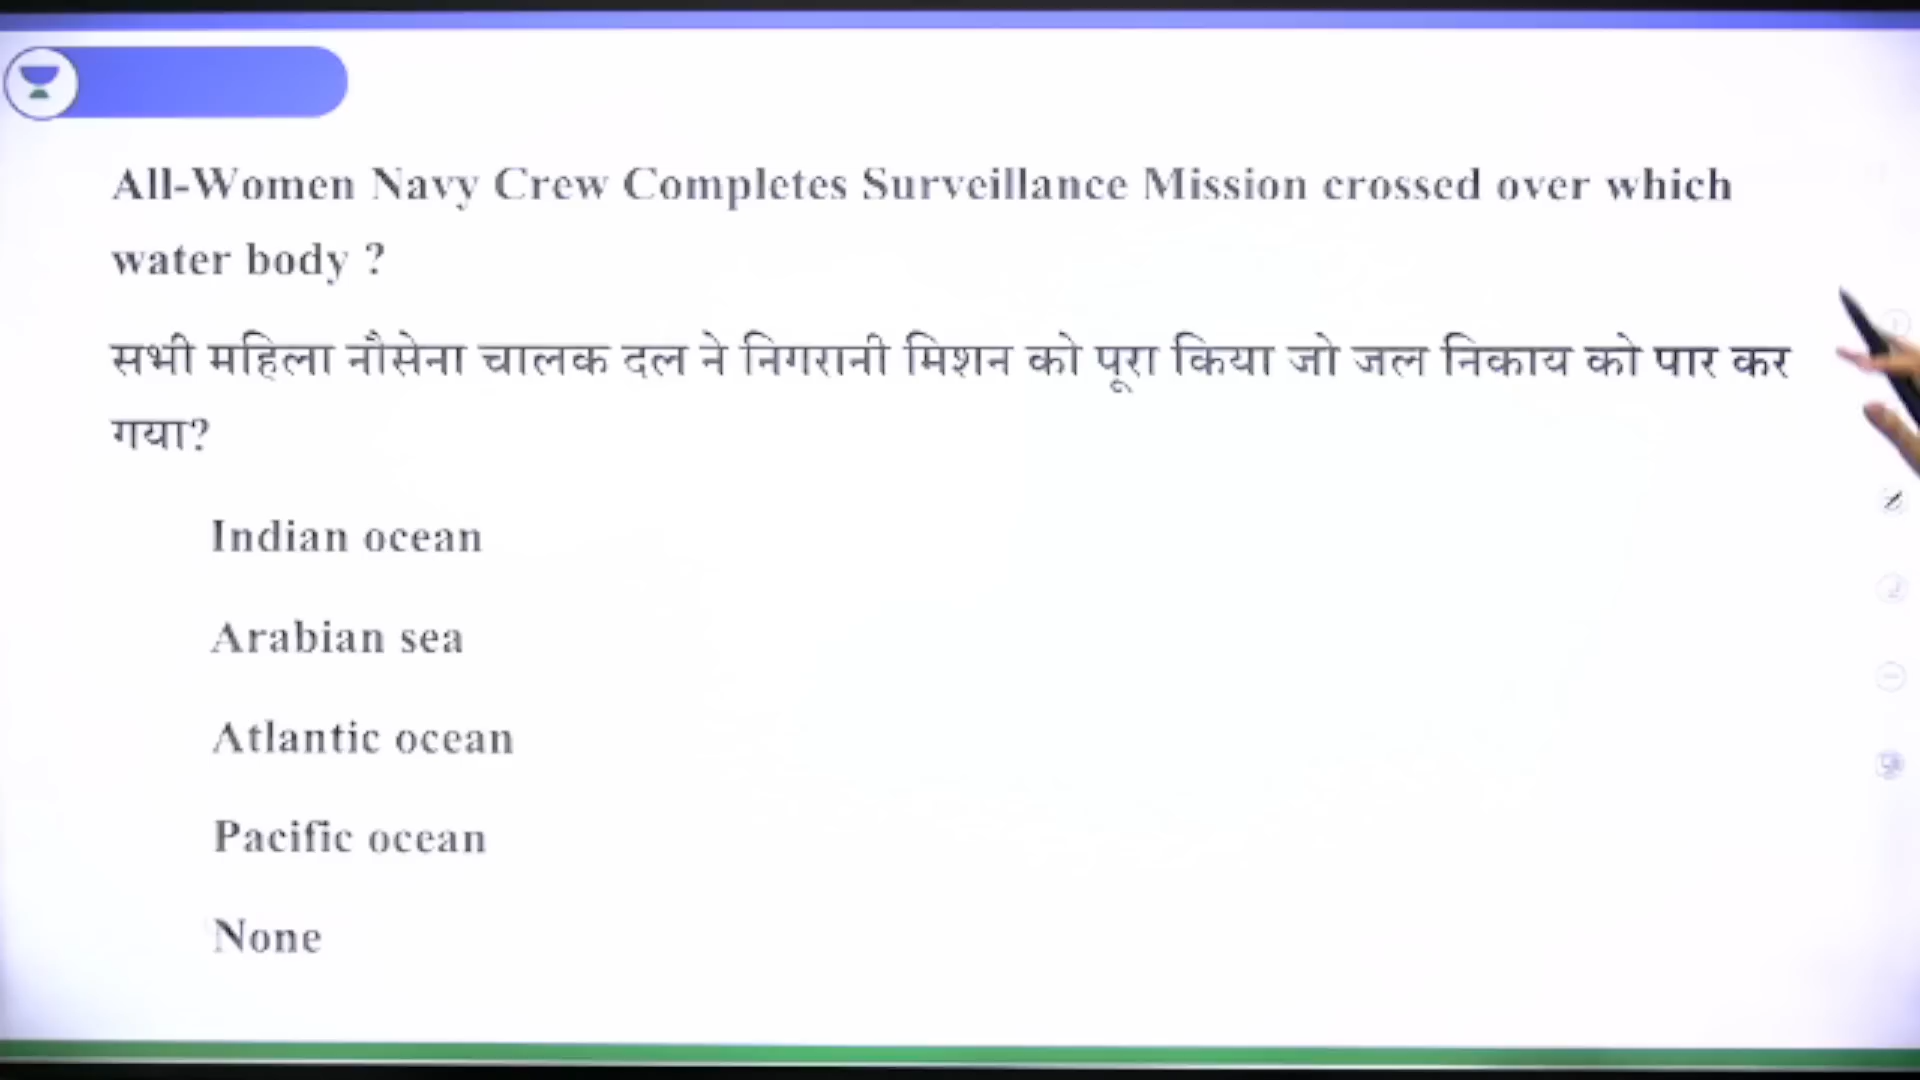 All-Women Navy Crew Completes Surveillance Mission crossed over which
water body ?
सभी महिला नौसेना चालक दल ने निगरानी मिशन को पूरा किया जो जल निकाय को पार कर
गया?
Indian ocean
Arabian sea
Atlantic ocean
Pacific ocean
None